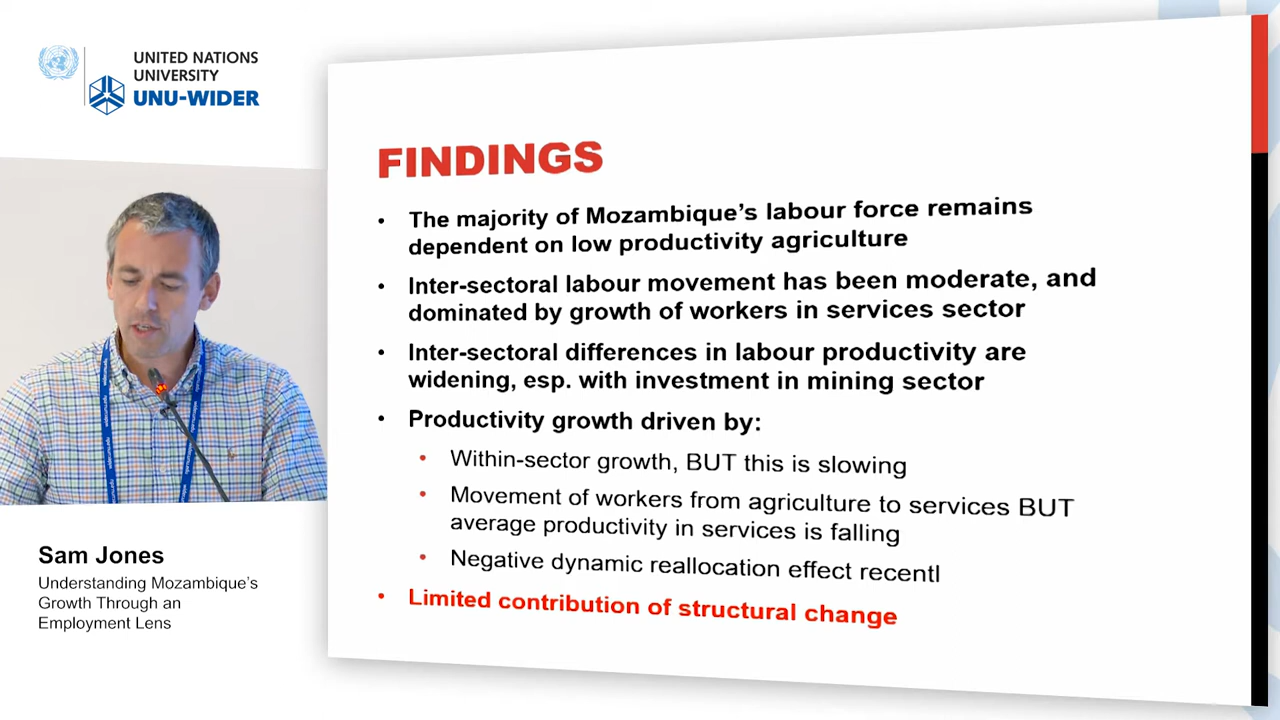 UNITED NATIONS
UNIVERSITY
UNU-WIDER
FINDINGS
• The majority of Mozambique's labour force remains
dependent on low productivity agriculture
• Inter-sectoral labour movement has been moderate, and
dominated by growth of workers in services sector
• Inter-sectoral differences in labour productivity are
widening, esp. with investment in mining sector
• Productivity growth driven by:
• Within-sector growth, BUT this is slowing
• Movement of workers from agriculture to services BUT
average productivity in services is falling
• Negative dynamic reallocation effect recentl
• Limited contribution of structural change
Sam Jones
Understanding Mozambique's
Growth Through an
Employment Lens